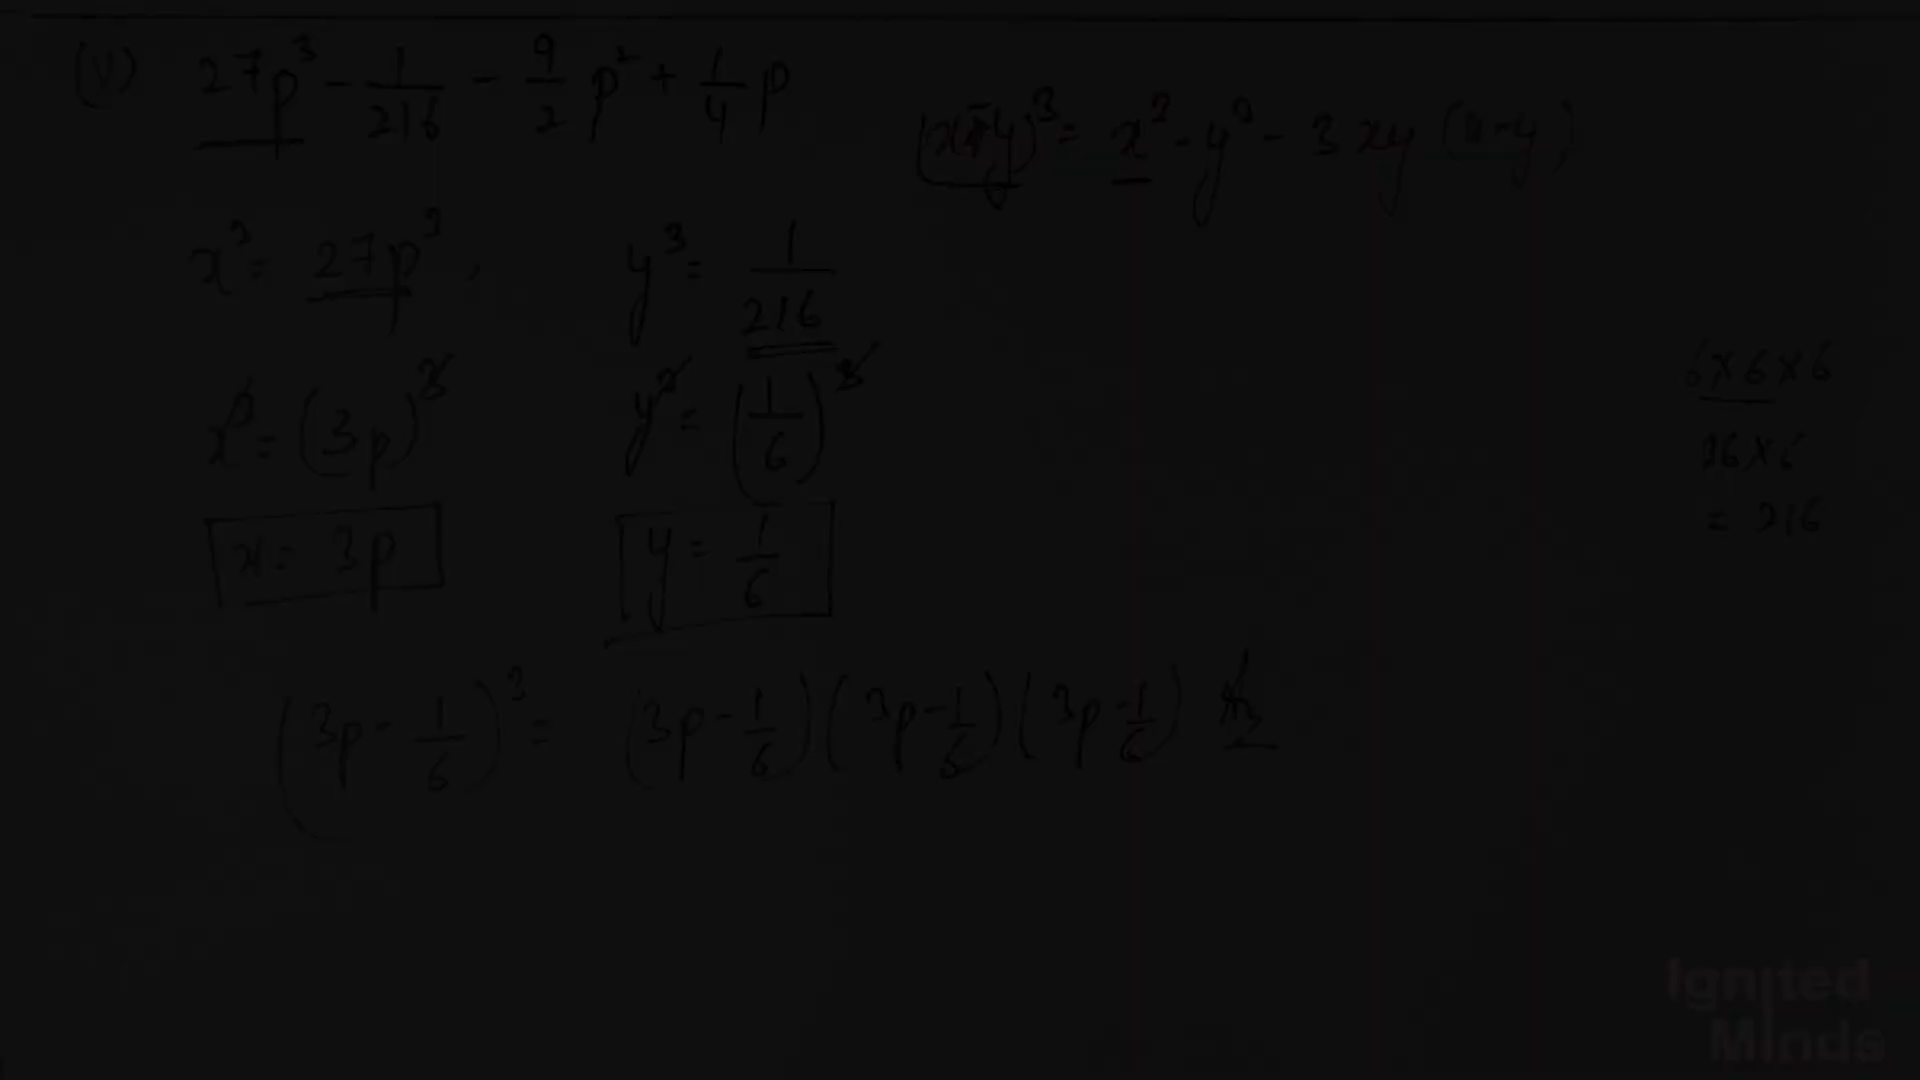 (V) 27p³ - 1/216 - 9/2 p² + 1/4 p
(x-y)³ = x³ - y³ - 3xy (x-y)
x³ = 27p³, y³ = 1/216
6×6×6
x³ = (3p)³ y³ = (1/6)³
36×6
= 216
x = 3p y = 1/6
(3p - 1/6)³ = (3p - 1/6)(3p - 1/6)(3p - 1/6)
Ignited
Minds